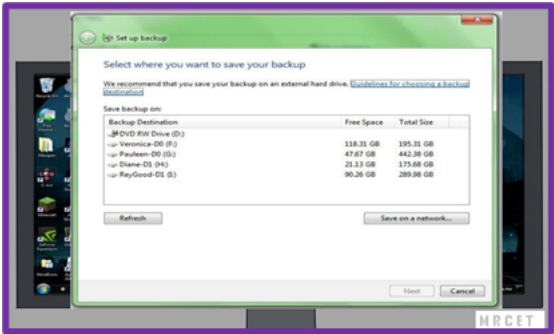 Set up backup
Select where you want to save your backup
We recommend that you save your backup on an external hard drive. Guidelines for choosing a backup
destination
Save backup on:
Backup Destination Free Space Total Size
DVD RW Drive (D:)
Veronica-D0 (F:) 118.31 GB 195.31 GB
Pauleen-D0 (G:) 47.67 GB 442.38 GB
Diane-D1 (H:) 21.13 GB 175.68 GB
ReyGood-D1 (I:) 90.26 GB 289.98 GB
Refresh Save on a network...
Next Cancel
MRCET